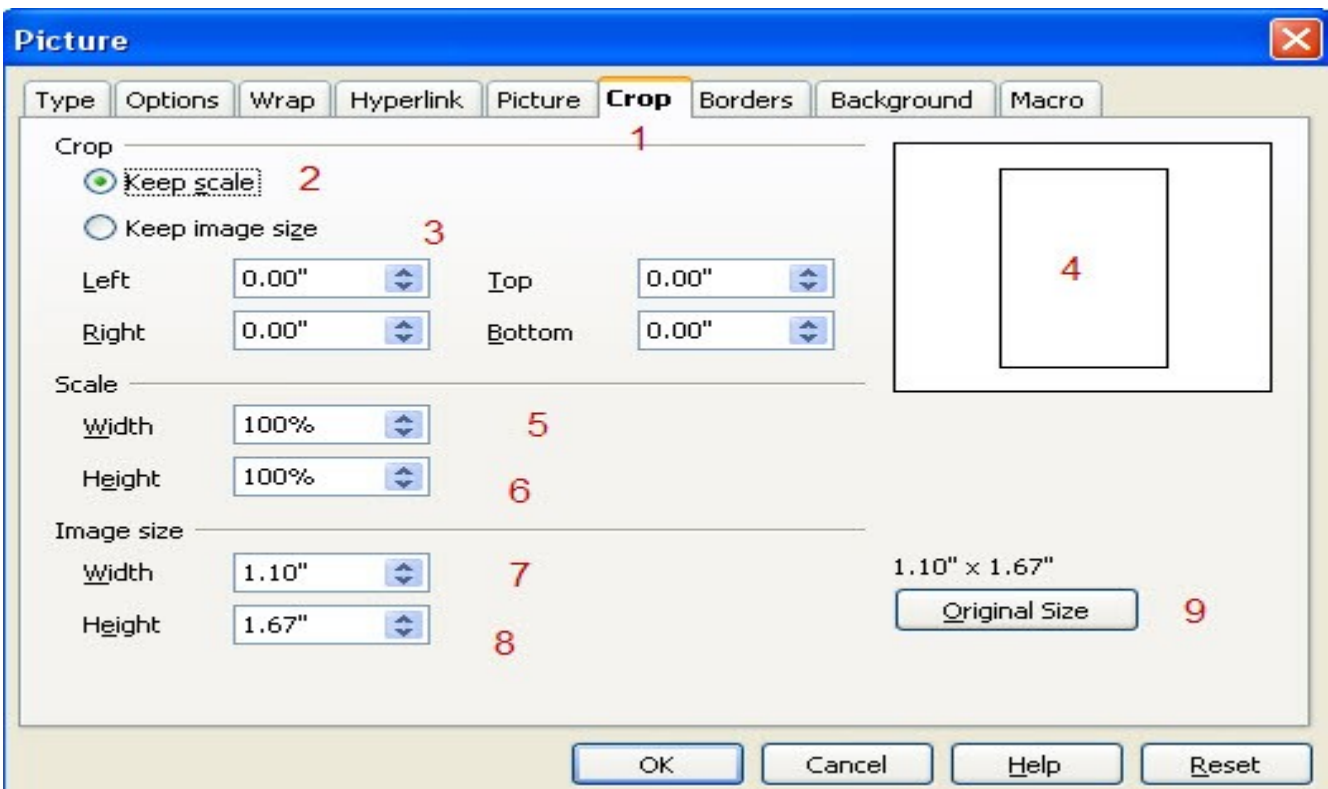 Picture
Type Options Wrap Hyperlink Picture Crop Borders Background Macro
1
Crop
Keep scale 2
Keep image size 3
Left 0.00" Top 0.00"
4
Right 0.00" Bottom 0.00"
Scale
Width 100% 5
Height 100% 6
Image size
Width 1.10" 7 1.10" x 1.67"
Original Size 9
Height 1.67" 8
OK Cancel Help Reset